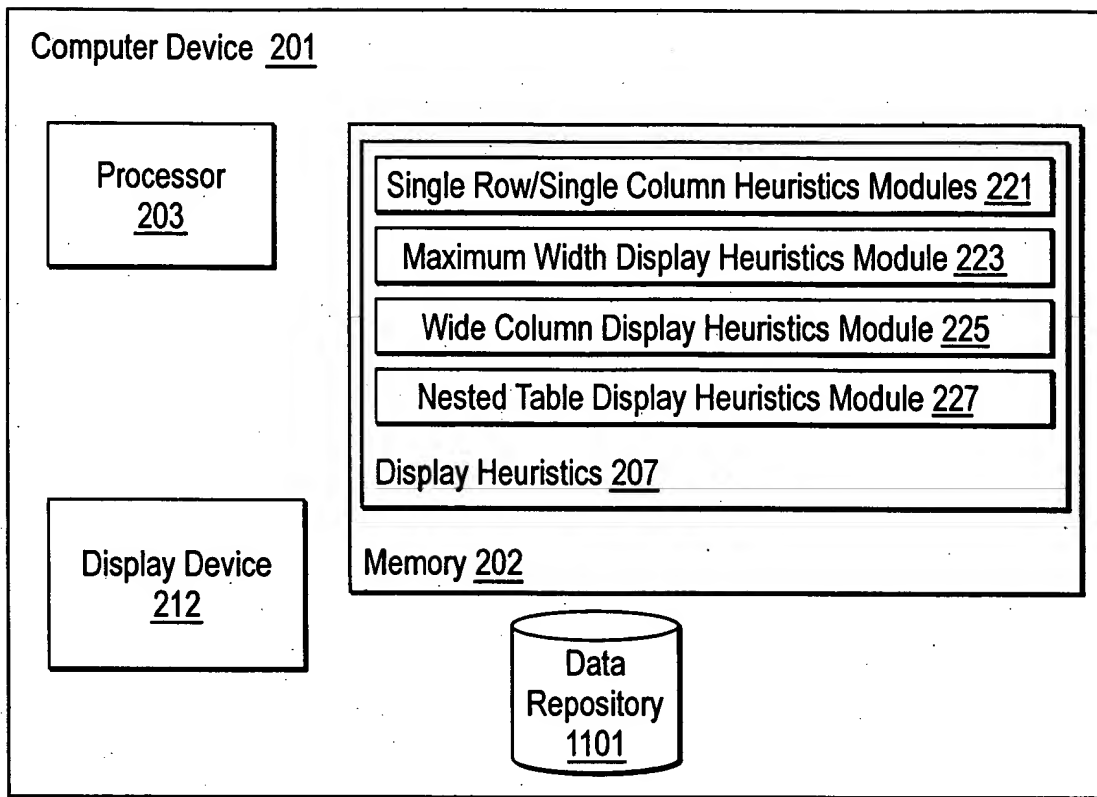 Computer Device 201
Processor
203
Single Row/Single Column Heuristics Modules 221
Maximum Width Display Heuristics Module 223
Wide Column Display Heuristics Module 225
Nested Table Display Heuristics Module 227
Display Heuristics 207
Memory 202
Display Device
212
Data
Repository
1101